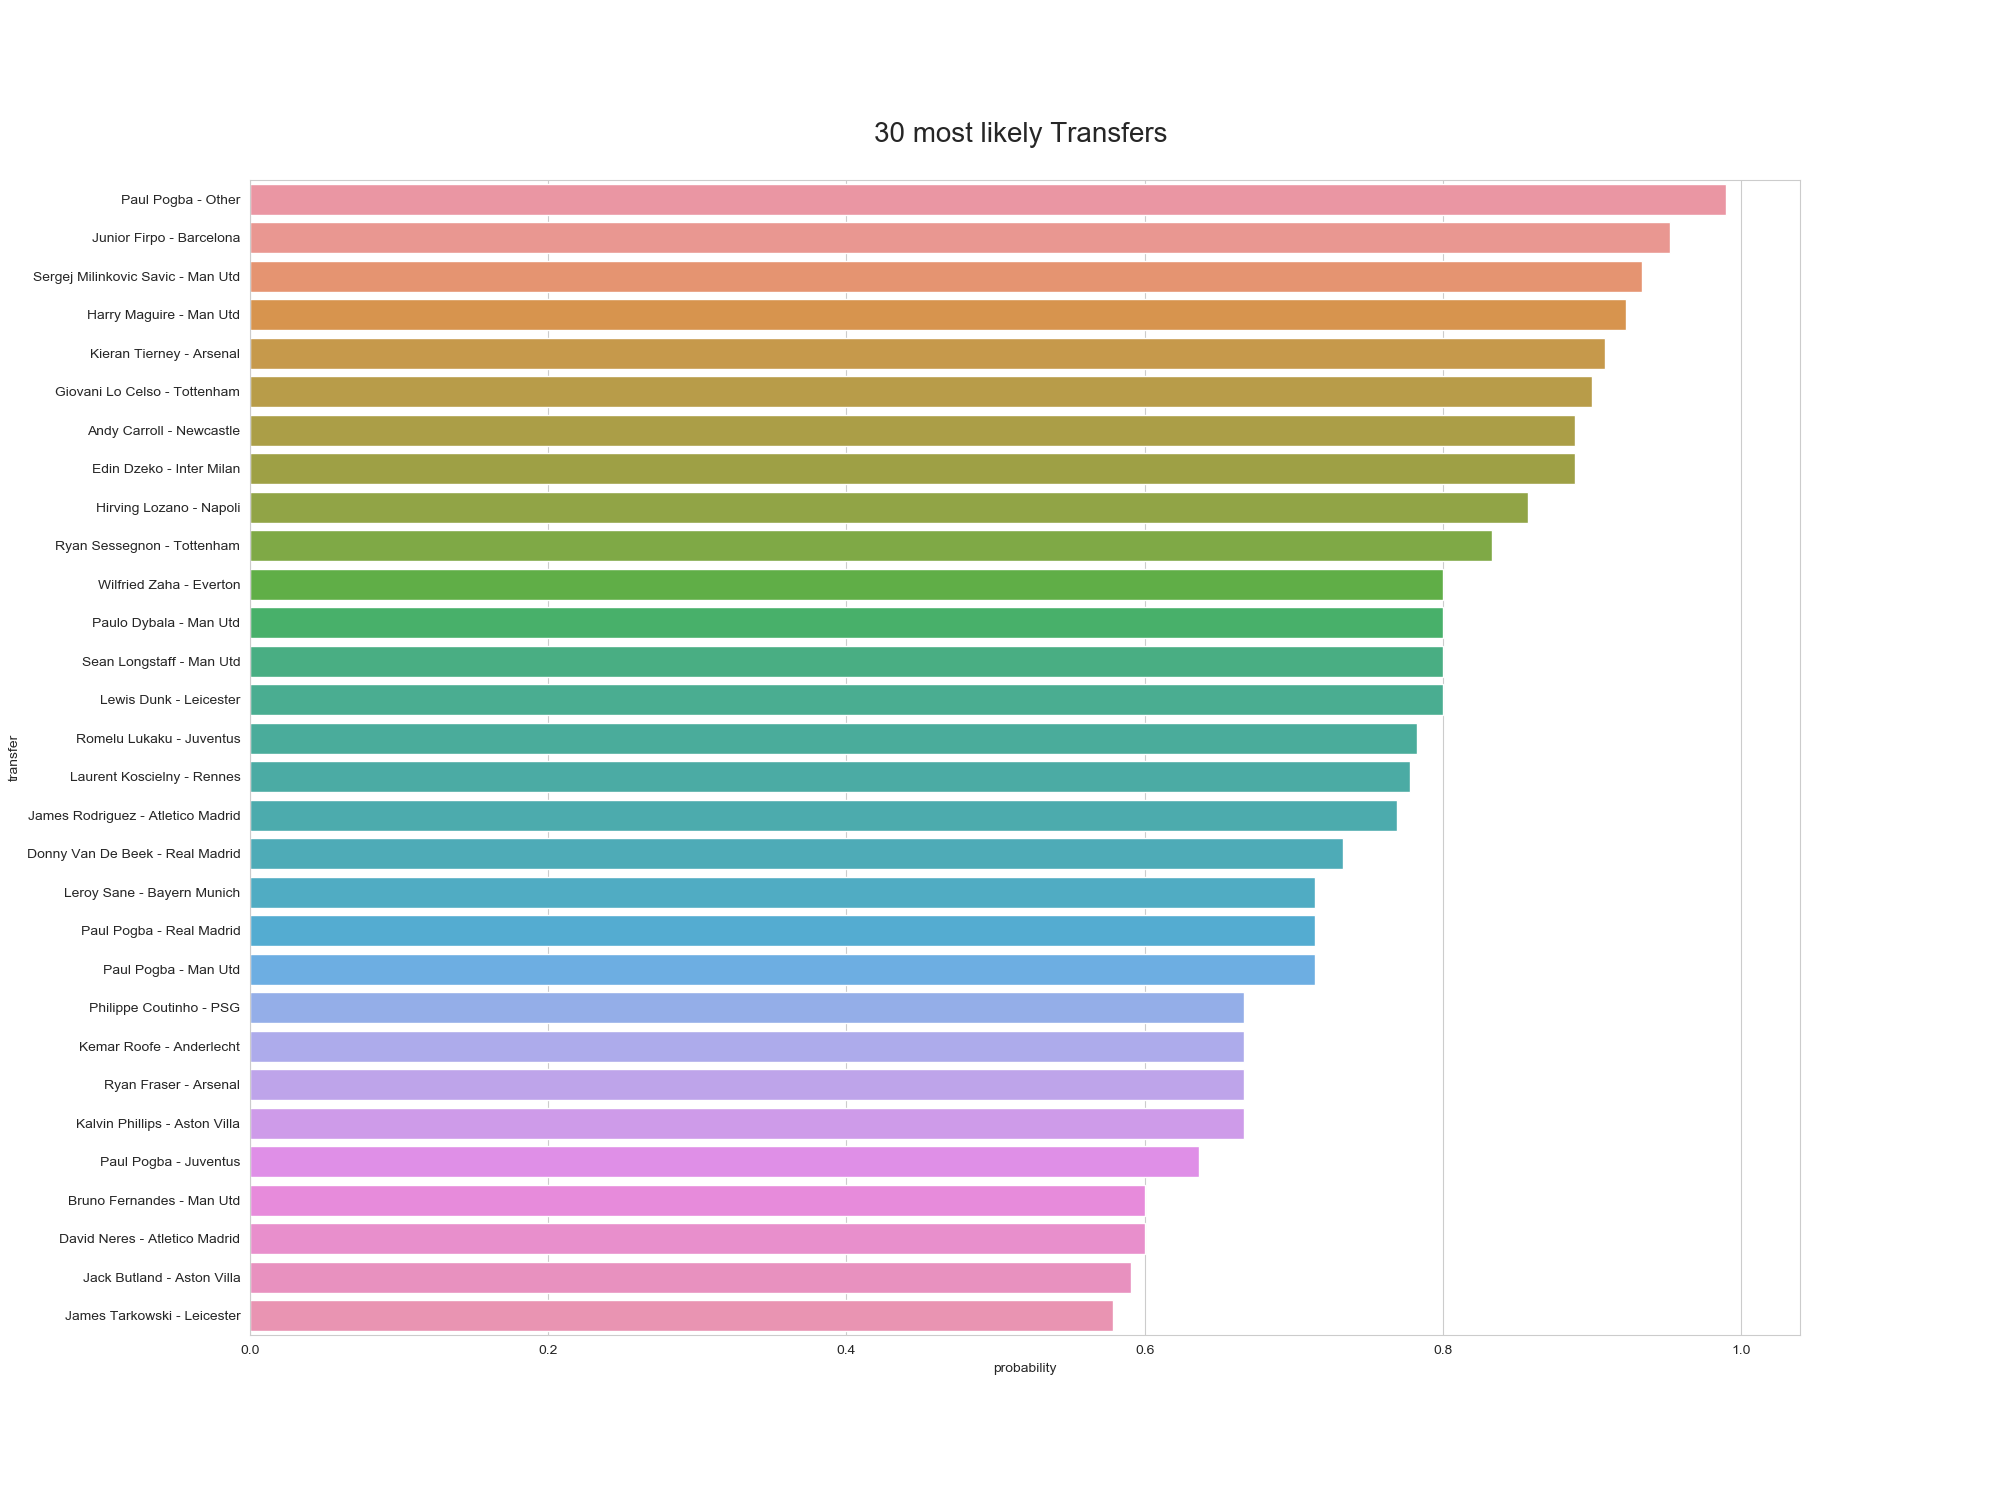 30 most likely Transfers
Paul Pogba - Other
Junior Firpo - Barcelona
Sergej Milinkovic Savic - Man Utd
Harry Maguire - Man Utd
Kieran Tierney - Arsenal
Giovani Lo Celso - Tottenham
Andy Carroll - Newcastle
Edin Dzeko - Inter Milan
Hirving Lozano - Napoli
Ryan Sessegnon - Tottenham
Wilfried Zaha - Everton
Paulo Dybala - Man Utd
Sean Longstaff - Man Utd
Lewis Dunk - Leicester
Romelu Lukaku - Juventus
Laurent Koscielny - Rennes
James Rodriguez - Atletico Madrid
Donny Van De Beek - Real Madrid
Leroy Sane - Bayern Munich
Paul Pogba - Real Madrid
Paul Pogba - Man Utd
Philippe Coutinho - PSG
Kemar Roofe - Anderlecht
Ryan Fraser - Arsenal
Kalvin Phillips - Aston Villa
Paul Pogba - Juventus
Bruno Fernandes - Man Utd
David Neres - Atletico Madrid
Jack Butland - Aston Villa
James Tarkowski - Leicester
transfer
0.0 0.2 0.4 0.6 0.8 1.0
probability